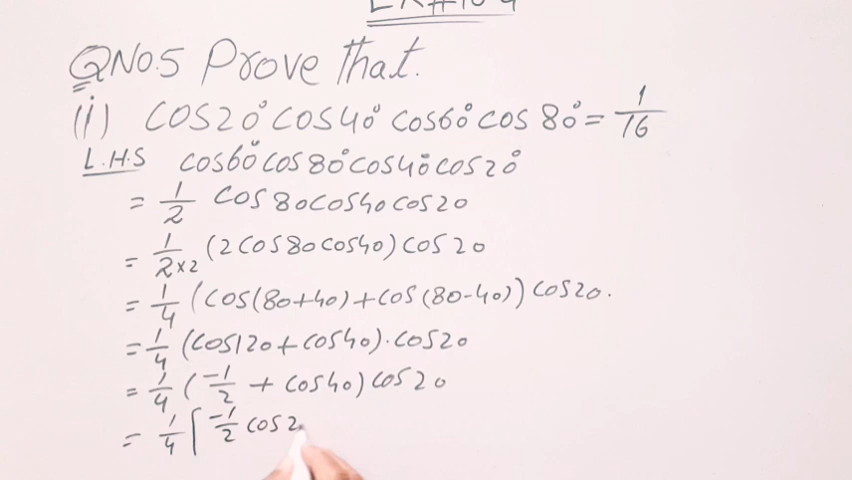 Q No.5 Prove that.
(i) cos20° cos40° cos60° cos80° = 1/16
L.H.S cos60° cos80° cos40° cos20°
= 1/2 cos80 cos40 cos20
= 1/2×2 (2cos80 cos40) cos20
= 1/4 (cos(80+40) + cos(80-40)) cos20.
= 1/4 (cos120 + cos40) . cos20
= 1/4 (-1/2 + cos40) cos20
= 1/4 [ -1/2 cos2